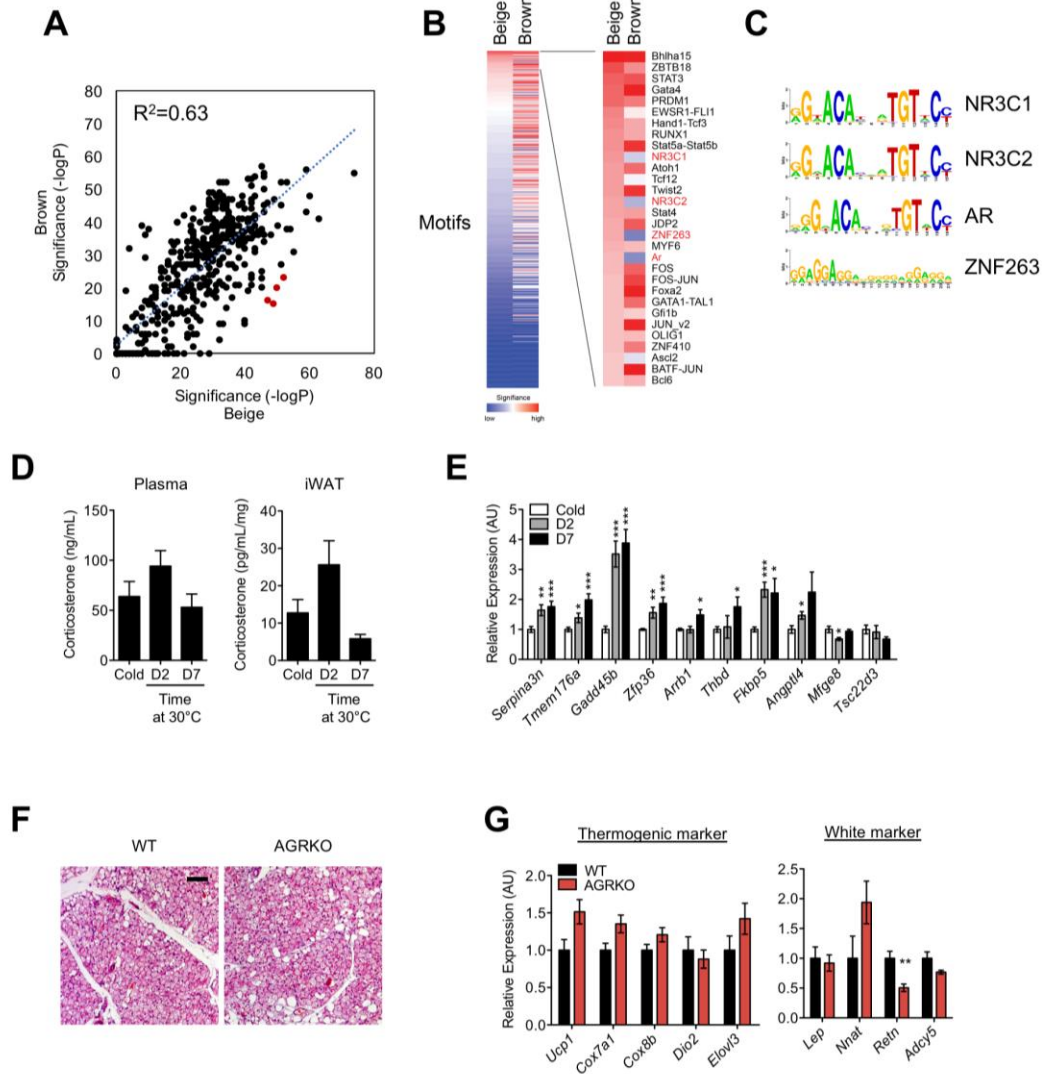 A
R²=0.63
80
70
60
50
40
30
20
10
0
0 20 40 60 80
Brown
Significance (-logP)
Significance (-logP)
Beige
B
Beige
Brown
Beige
Brown
Motifs
Bhlha15
ZBTB18
STAT3
Gata4
PRDM1
EWSR1-FLI1
Hand1-Tcf3
RUNX1
Stat5a-Stat5b
NR3C1
Atoh1
Tcf12
Twist2
NR3C2
Stat4
JDP2
ZNF263
MYF6
Ar
FOS
FOS-JUN
Foxa2
GATA1-TAL1
Gfi1b
JUN_v2
OLIG1
ZNF410
Ascl2
BATF-JUN
Bcl6
Signifiance
low high
C
NR3C1
NR3C2
AR
ZNF263
D
Plasma
Corticosterone (ng/mL)
150
100
50
0
Cold D2 D7
Time
at 30°C
iWAT
Corticosterone (pg/mL/mg)
40
30
20
10
0
Cold D2 D7
Time
at 30°C
E
Relative Expression (AU)
5
4
3
2
1
0
Cold
D2
D7
** *** * *** *** *** ** *** * * *** * * *
Serpina3n
Tmem176a
Gadd45b
Zfp36
Arrb1
Thbd
Fkbp5
Angptl4
Mfge8
Tsc22d3
F
WT AGRKO
G
Thermogenic marker
WT
AGRKO
Relative Expression (AU)
2.0
1.5
1.0
0.5
0.0
Ucp1
Cox7a1
Cox8b
Dio2
Elovl3
White marker
2.5
2.0
1.5
1.0
0.5
0.0
**
Lep
Nnat
Retn
Adcy5